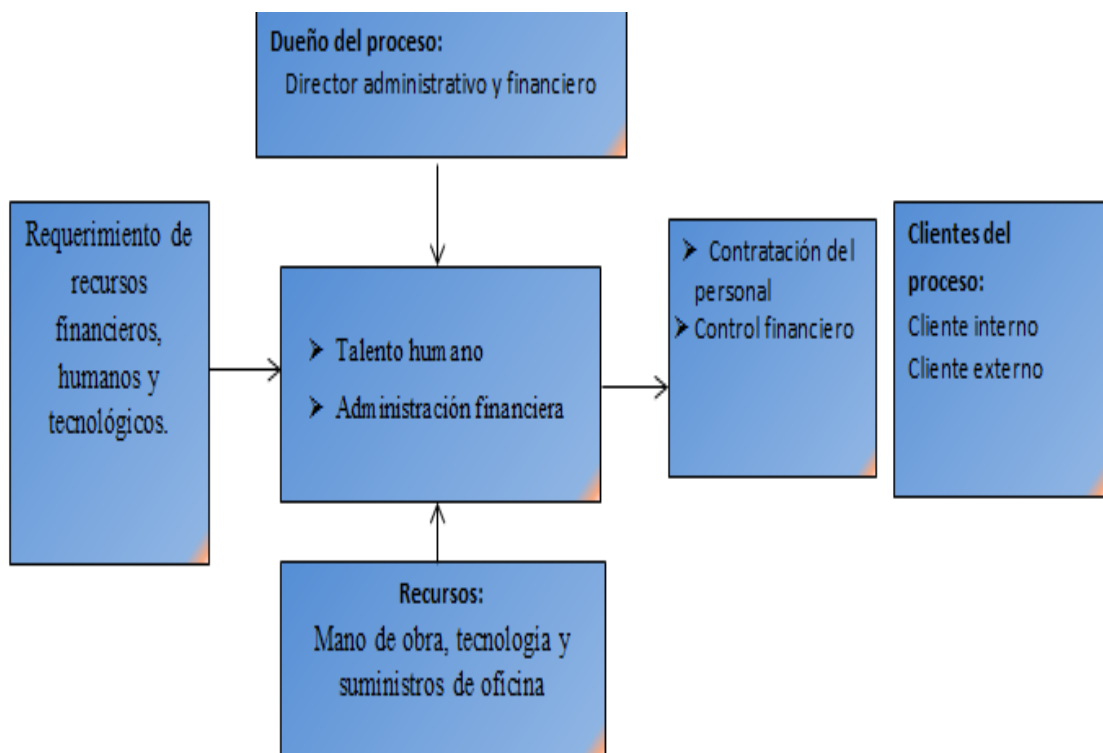 Dueño del proceso:
Director administrativo y financiero
Requerimiento de
recursos
financieros,
humanos y
tecnológicos.
➤ Talento humano
➤ Administración financiera
➤ Contratación del
personal
➤ Control financiero
Clientes del
proceso:
Cliente interno
Cliente externo
Recursos:
Mano de obra, tecnología y
suministros de oficina